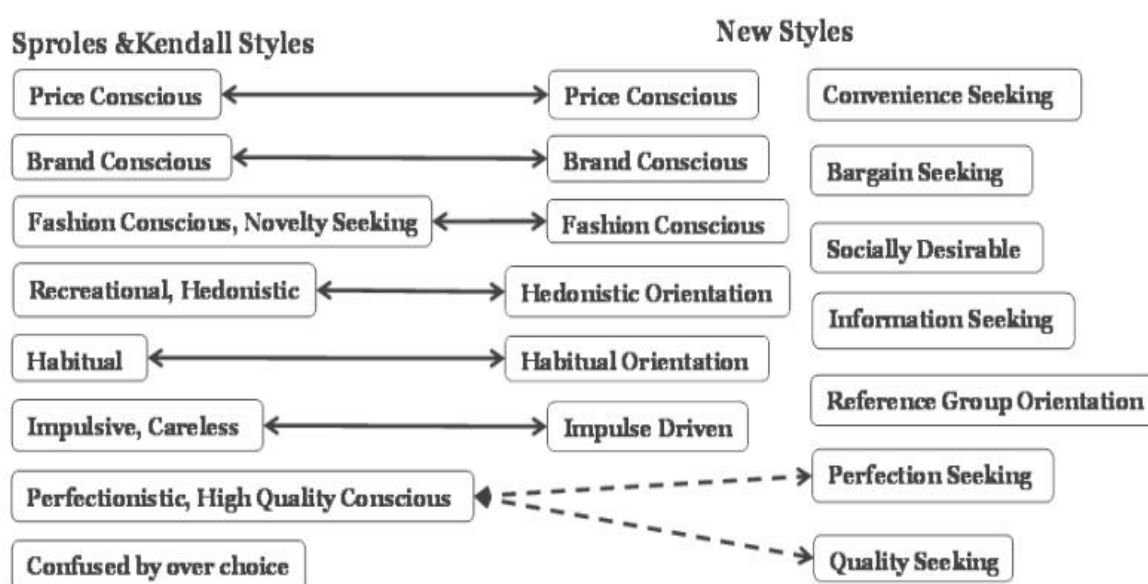 Sproles &Kendall Styles
New Styles
Price Conscious
Price Conscious
Convenience Seeking
Brand Conscious
Brand Conscious
Bargain Seeking
Fashion Conscious, Novelty Seeking
Fashion Conscious
Socially Desirable
Recreational, Hedonistic
Hedonistic Orientation
Information Seeking
Habitual
Habitual Orientation
Reference Group Orientation
Impulsive, Careless
Impulse Driven
Perfectionistic, High Quality Conscious
Perfection Seeking
Confused by over choice
Quality Seeking